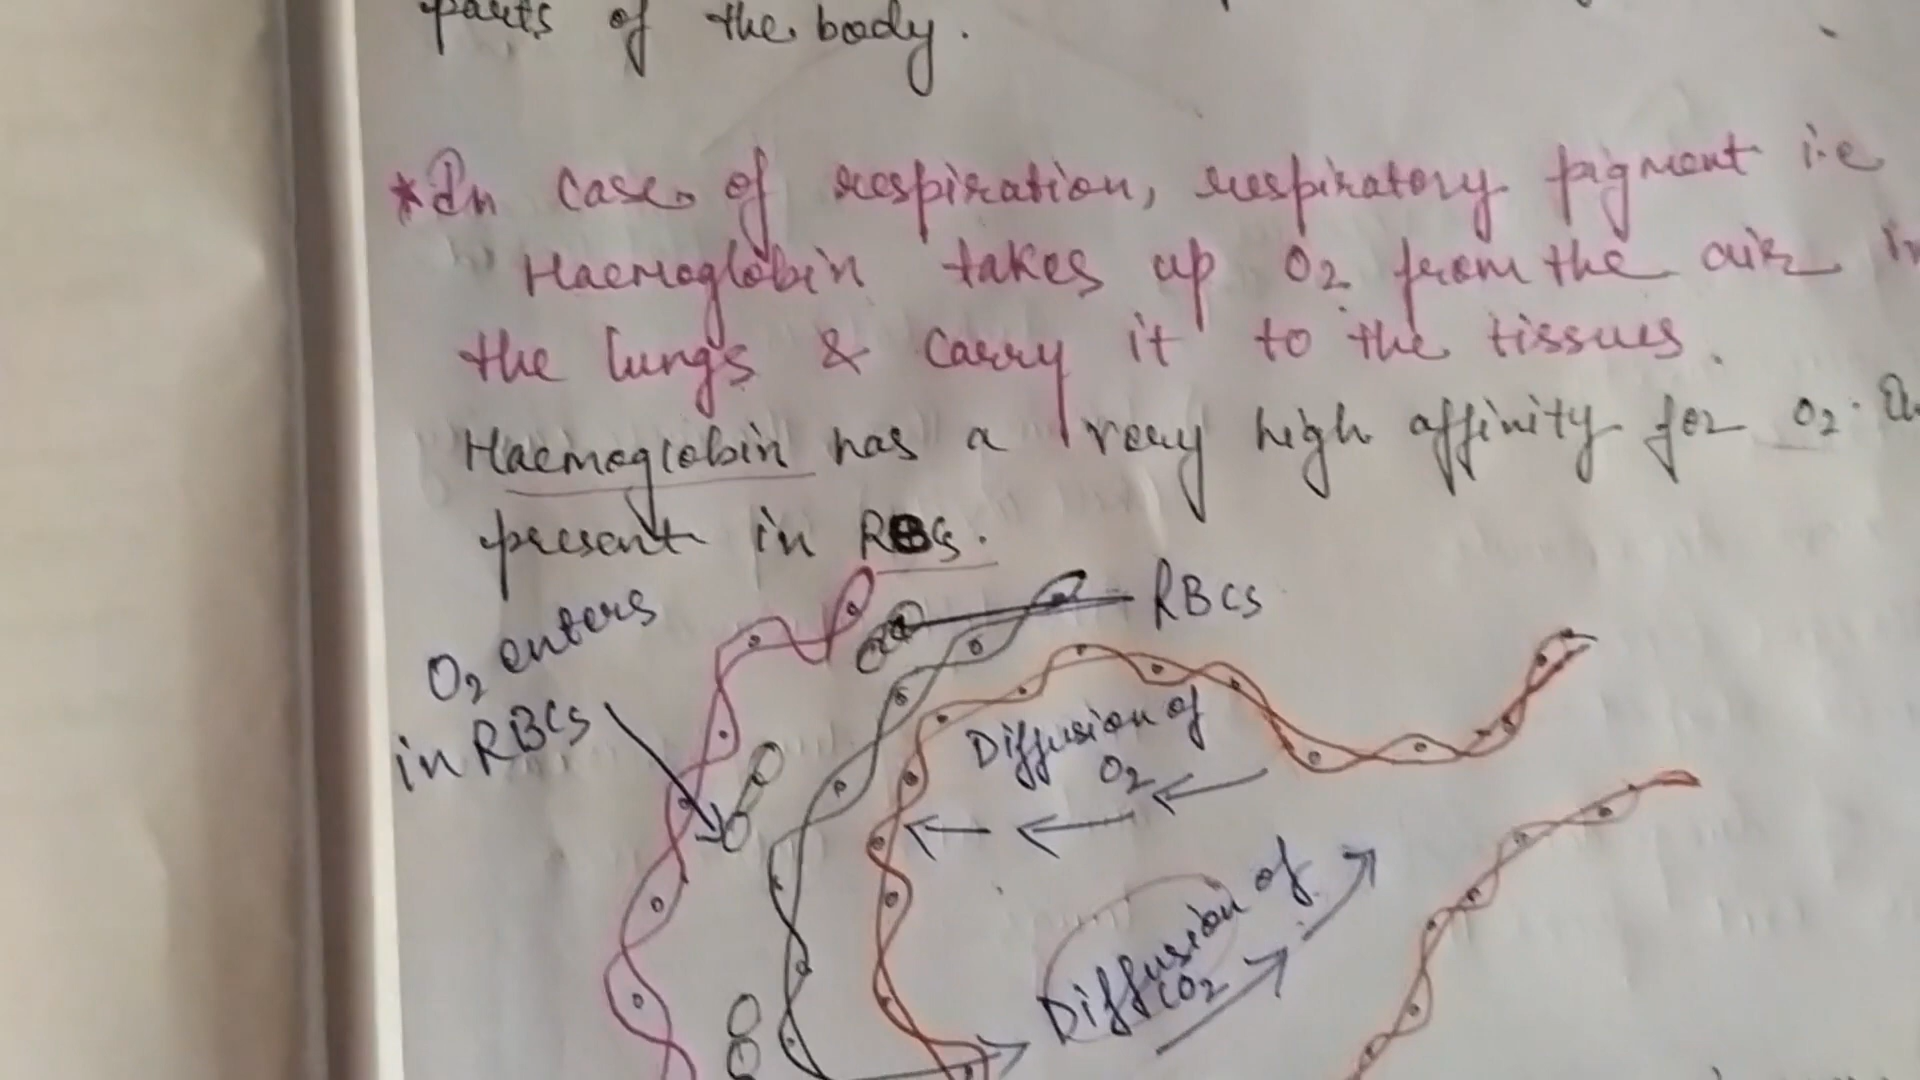 parts of the body.
*In case of respiration, respiratory pigment i.e
Haemoglobin takes up O2 from the air in
the lungs & carry it to the tissues.
Haemoglobin has a very high affinity for O2.
present in RBCs.
RBCs
O2 enters
in RBCs
Diffusion of
O2
Diffusion of
CO2